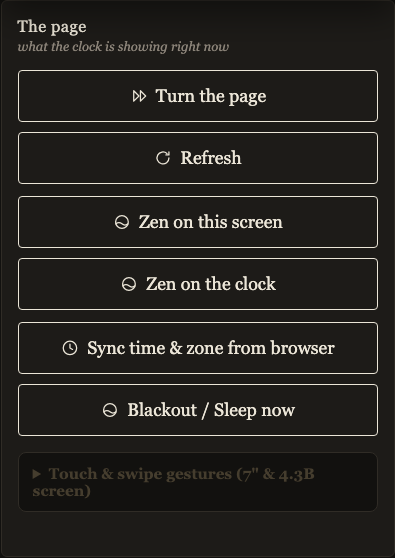 The page
what the clock is showing right now
Turn the page
Refresh
Zen on this screen
Zen on the clock
Sync time & zone from browser
Blackout / Sleep now
Touch & swipe gestures (7" & 4.3B
screen)